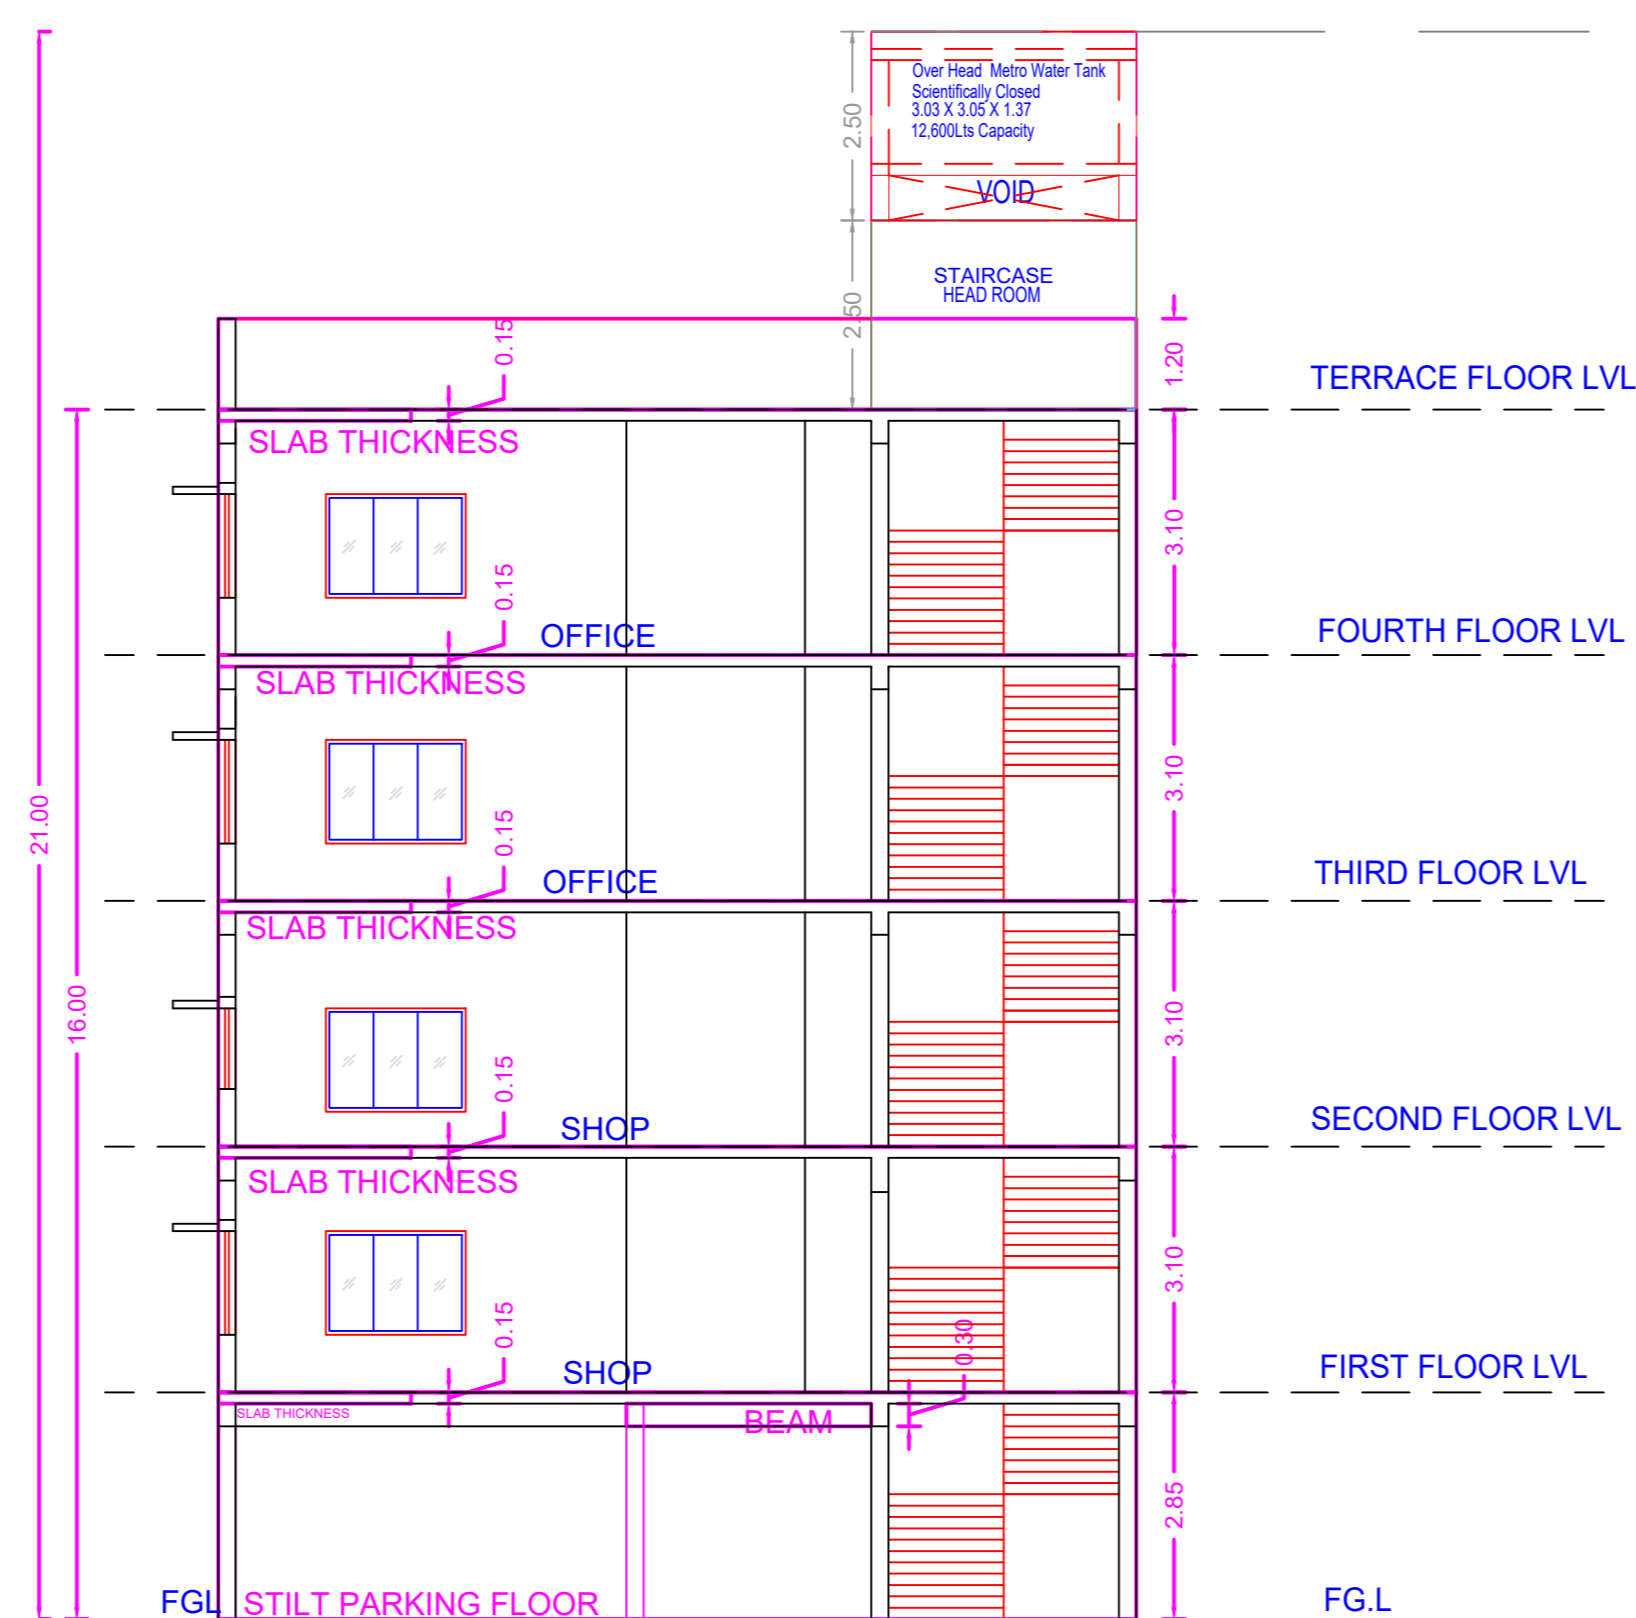 Over Head Metro Water Tank
Scientifically Closed
3.03 X 3.05 X 1.37
12,600Lts Capacity
2.50
VOID
STAIRCASE
HEAD ROOM
2.50
0.15
1.20
TERRACE FLOOR LVL
SLAB THICKNESS
3.10
0.15
OFFICE
FOURTH FLOOR LVL
SLAB THICKNESS
3.10
21.00
0.15
OFFICE
THIRD FLOOR LVL
SLAB THICKNESS
16.00
3.10
0.15
SHOP
SECOND FLOOR LVL
SLAB THICKNESS
3.10
0.15
0.30
SHOP
FIRST FLOOR LVL
SLAB THICKNESS
BEAM
2.85
FGL
STILT PARKING FLOOR
FG.L